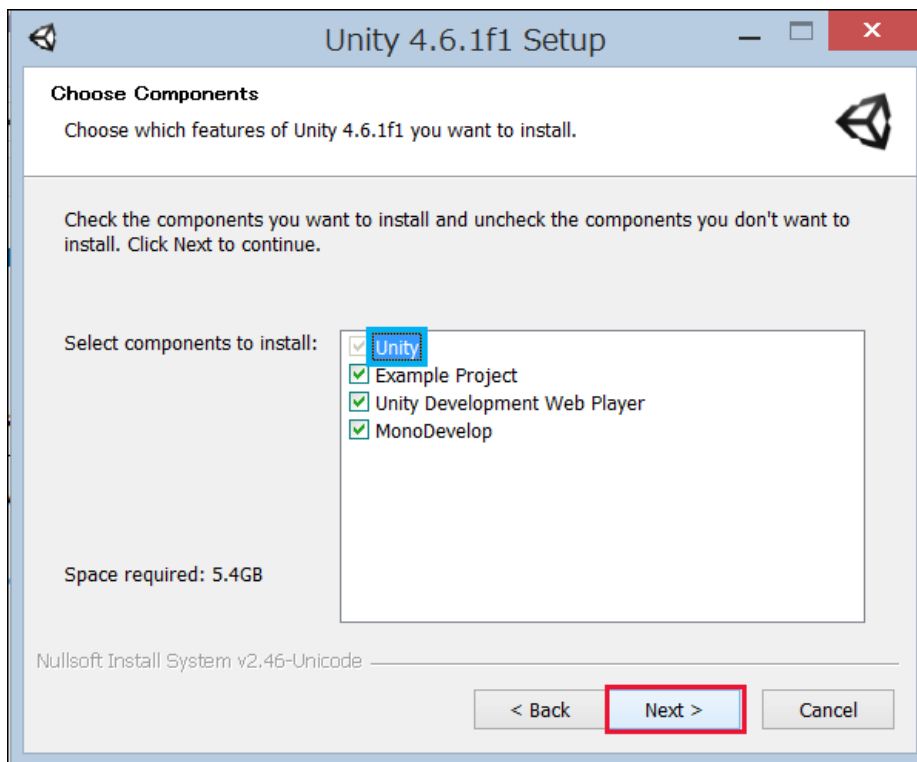 Unity 4.6.1f1 Setup
Choose Components
Choose which features of Unity 4.6.1f1 you want to install.
Check the components you want to install and uncheck the components you don't want to
install. Click Next to continue.
Select components to install:
Unity
Example Project
Unity Development Web Player
MonoDevelop
Space required: 5.4GB
Nullsoft Install System v2.46-Unicode
< Back
Next >
Cancel